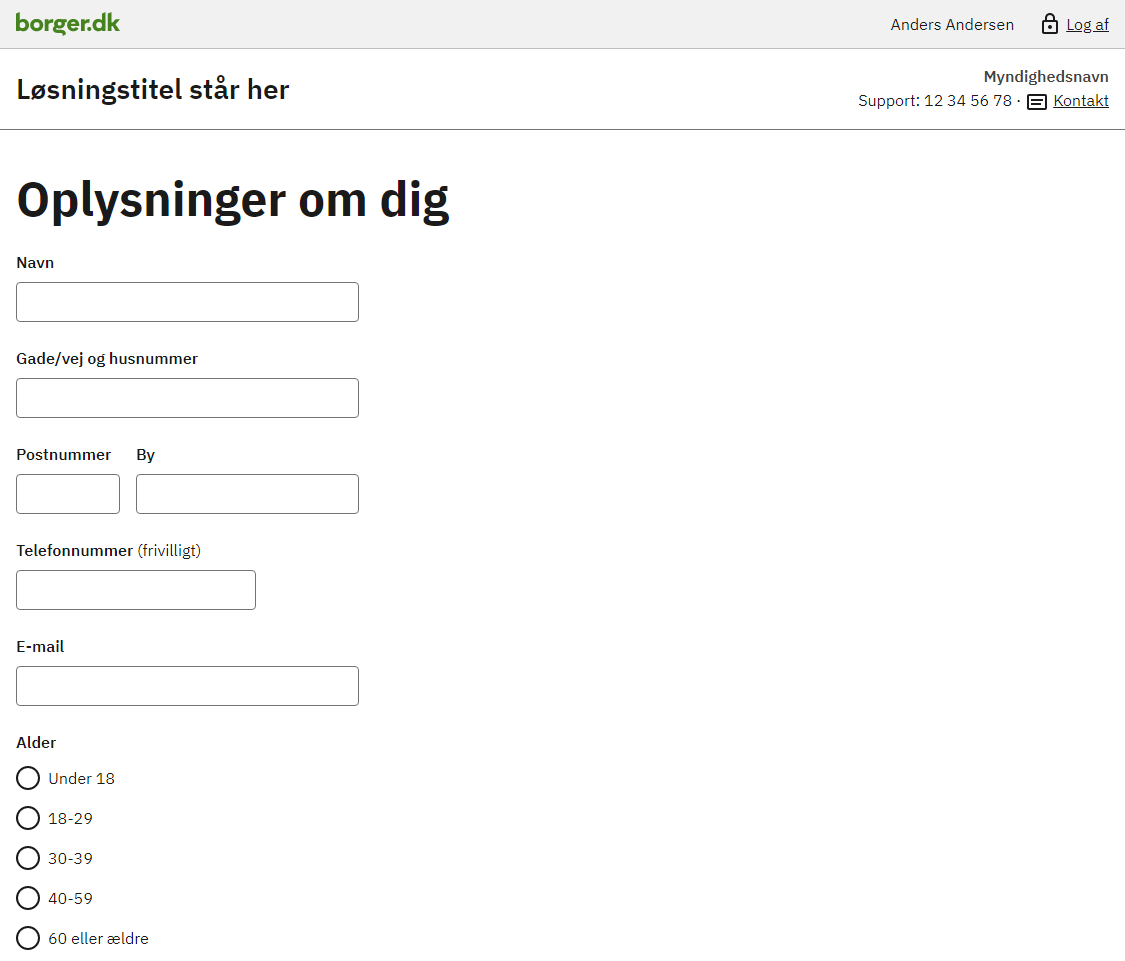 borger.dk
Anders Andersen
Log af
Løsningstitel står her
Myndighedsnavn
Support: 12 34 56 78 · Kontakt
Oplysninger om dig
Navn
Gade/vej og husnummer
Postnummer By
Telefonnummer (frivilligt)
E-mail
Alder
Under 18
18-29
30-39
40-59
60 eller ældre